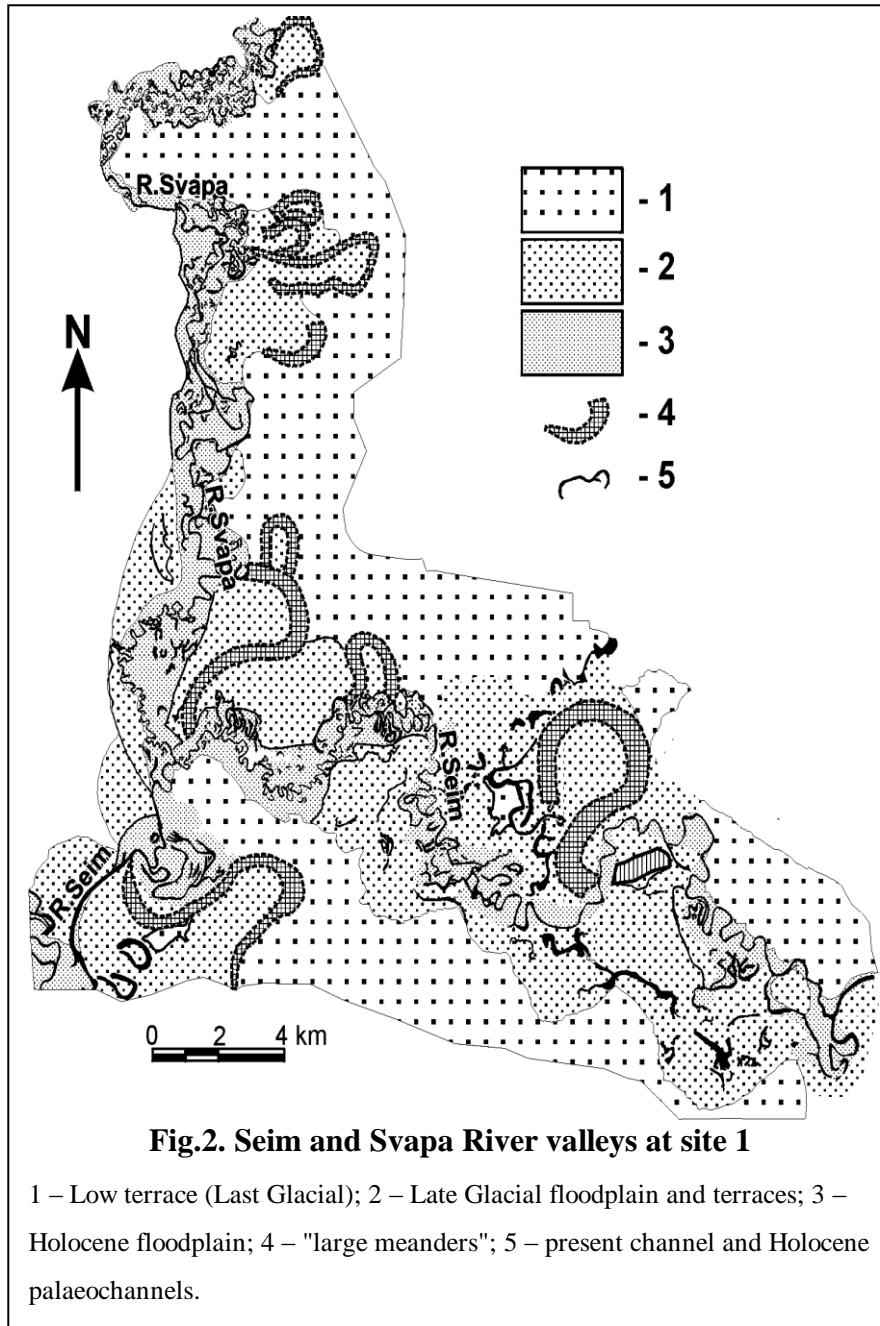 R.Svapa
- 1
- 2
- 3
- 4
- 5
N
R. Svapa
R. Seim
R. Seim
0 2 4 km
Fig.2. Seim and Svapa River valleys at site 1
1 – Low terrace (Last Glacial); 2 – Late Glacial floodplain and terraces; 3 –
Holocene floodplain; 4 – "large meanders"; 5 – present channel and Holocene
palaeochannels.